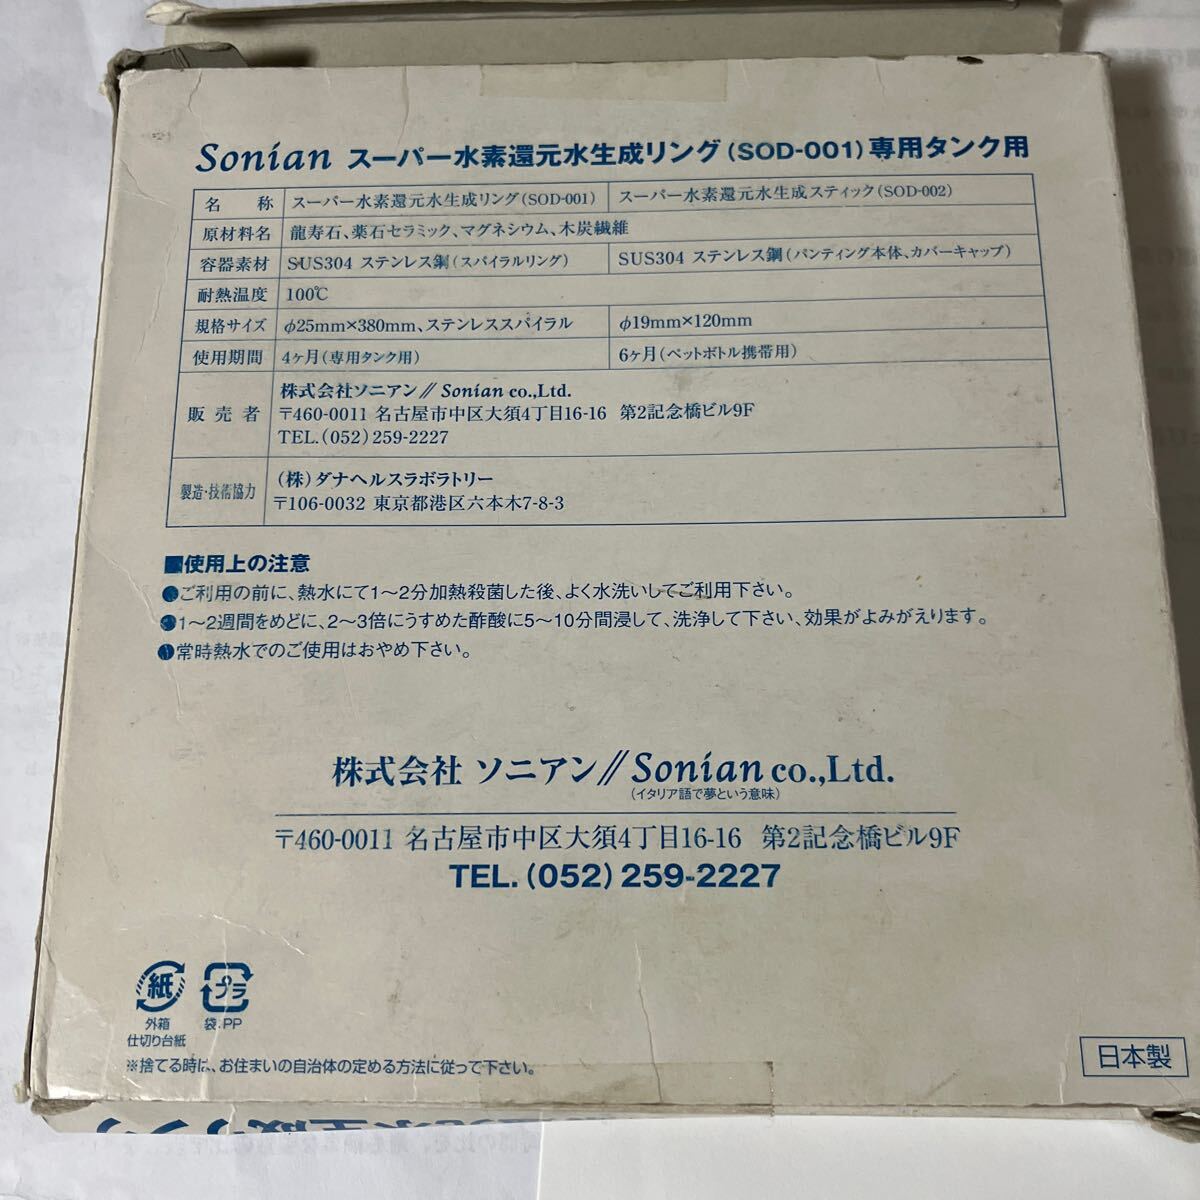 Sonian スーパー水素還元水生成リング(SOD-001)専用タンク用
名 称 スーパー水素還元水生成リング(SOD-001) スーパー水素還元水生成スティック(SOD-002)
原材料名 龍寿石、薬石セラミック、マグネシウム、木炭繊維
容器素材 SUS304 ステンレス鋼(スパイラルリング) SUS304 ステンレス鋼(パンティング本体、カバーキャップ)
耐熱温度 100℃
規格サイズ φ25mm×380mm、ステンレススパイラル φ19mm×120mm
使用期間 4ヶ月(専用タンク用) 6ヶ月(ペットボトル携帯用)
販売者 株式会社ソニアン//Sonian co.,Ltd.
〒460-0011 名古屋市中区大須4丁目16-16 第2記念橋ビル9F
TEL.(052)259-2227
製造・技術協力 (株)ダナヘルスラボラトリー
〒106-0032 東京都港区六本木7-8-3
■使用上の注意
●ご利用の前に、熱水にて1〜2分加熱殺菌した後、よく水洗いしてご利用下さい。
●1〜2週間をめどに、2〜3倍にうすめた酢酸に5〜10分間浸して、洗浄して下さい、効果がよみがえります。
●常時熱水でのご使用はおやめ下さい。
株式会社 ソニアン//Sonian co.,Ltd.
(イタリア語で夢という意味)
〒460-0011 名古屋市中区大須4丁目16-16 第2記念橋ビル9F
TEL.(052)259-2227
紙 プラ
外箱 袋:PP
仕切り台紙
※捨てる時は、お住まいの自治体の定める方法に従って下さい。
日本製